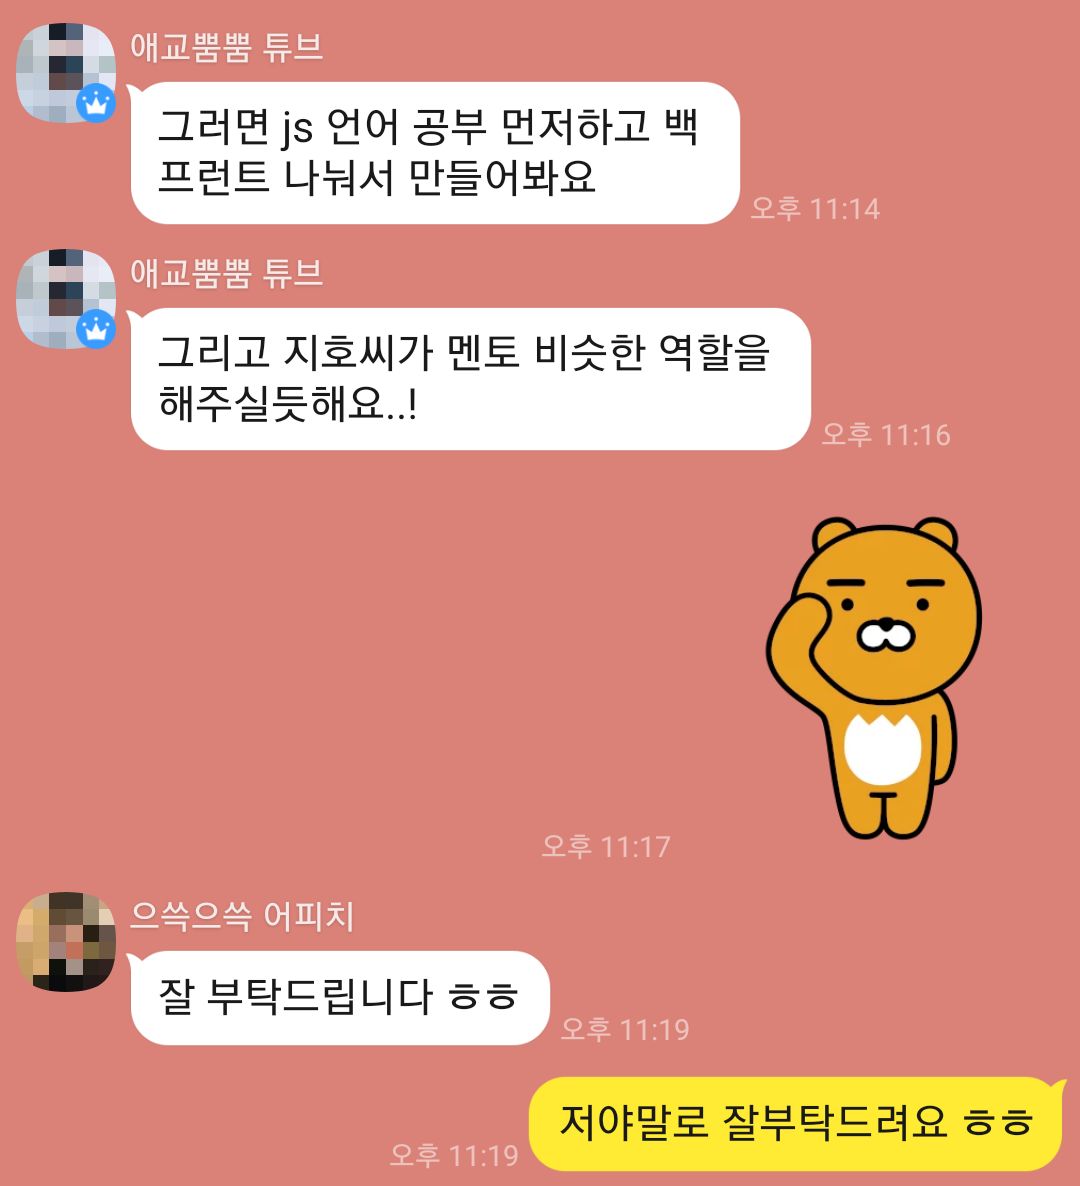 애교뿜뿜 튜브
그러면 js 언어 공부 먼저하고 백
프런트 나눠서 만들어봐요
오후 11:14
애교뿜뿜 튜브
그리고 지호씨가 멘토 비슷한 역할을
해주실듯해요..!
오후 11:16
오후 11:17
으쓱으쓱 어피치
잘 부탁드립니다 ㅎㅎ
오후 11:19
저야말로 잘부탁드려요 ㅎㅎ
오후 11:19